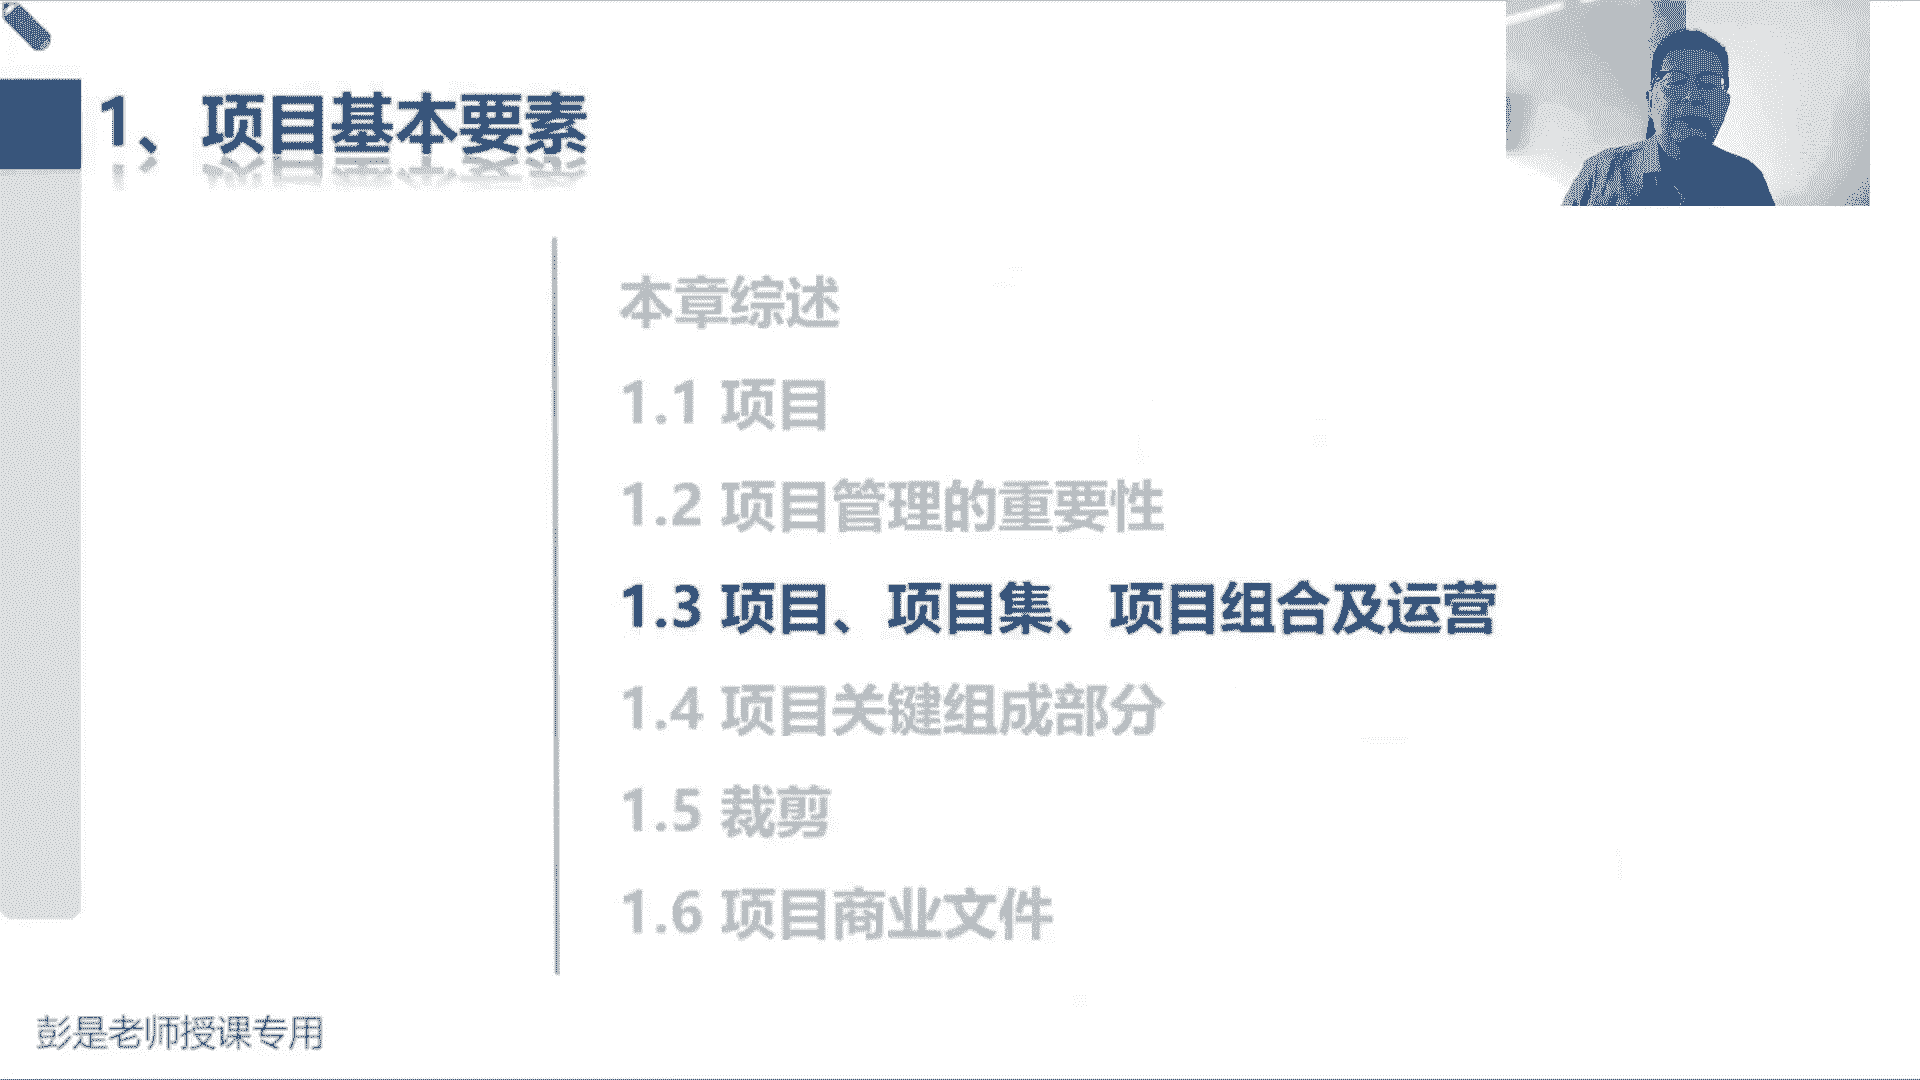 1、项目基本要素
本章综述
1.1 项目
1.2 项目管理的重要性
1.3 项目、项目集、项目组合及运营
1.4 项目关键组成部分
1.5 裁剪
1.6 项目商业文件
彭是老师授课专用